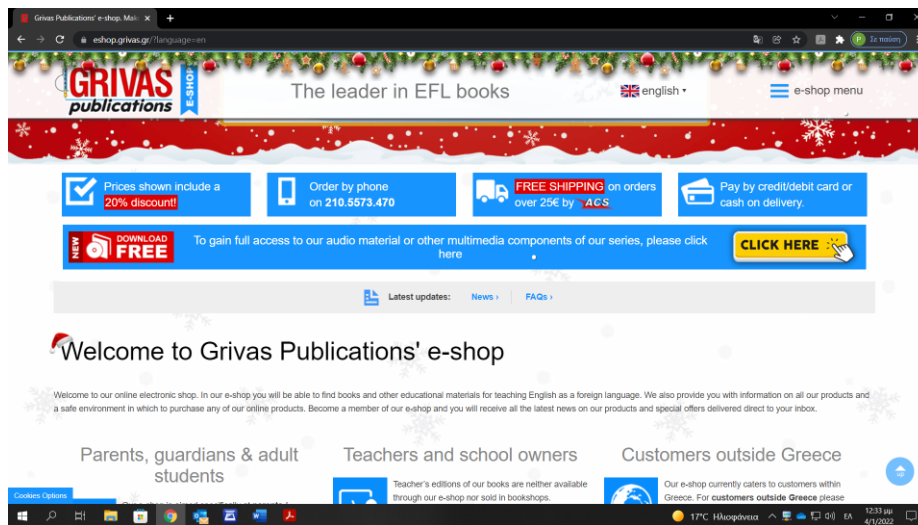 Grivas Publications' e-shop. Mak
eshop.grivas.gr/?language=en
Σε παύση
GRIVAS
publications
E-SHOP
The leader in EFL books
english
e-shop menu
Prices shown include a
20% discount!
Order by phone
on 210.5573.470
FREE SHIPPING on orders
over 25€ by ACS
Pay by credit/debit card or
cash on delivery.
NEW
DOWNLOAD
FREE
To gain full access to our audio material or other multimedia components of our series, please click
here
CLICK HERE
Latest updates: News › FAQs ›
Welcome to Grivas Publications' e-shop
Welcome to our online electronic shop. In our e-shop you will be able to find books and other educational materials for teaching English as a foreign language. We also provide you with information on all our products and
a safe environment in which to purchase any of our online products. Become a member of our e-shop and you will receive all the latest news on our products and special offers delivered direct to your inbox.
Parents, guardians & adult
students
Teachers and school owners
Teacher's editions of our books are neither available
through our e-shop nor sold in bookshops.
Customers outside Greece
Our e-shop currently caters to customers within
Greece. For customers outside Greece please
Cookies Options
17°C Ηλιοφάνεια
ΕΛ
12:33 μμ
4/1/2022